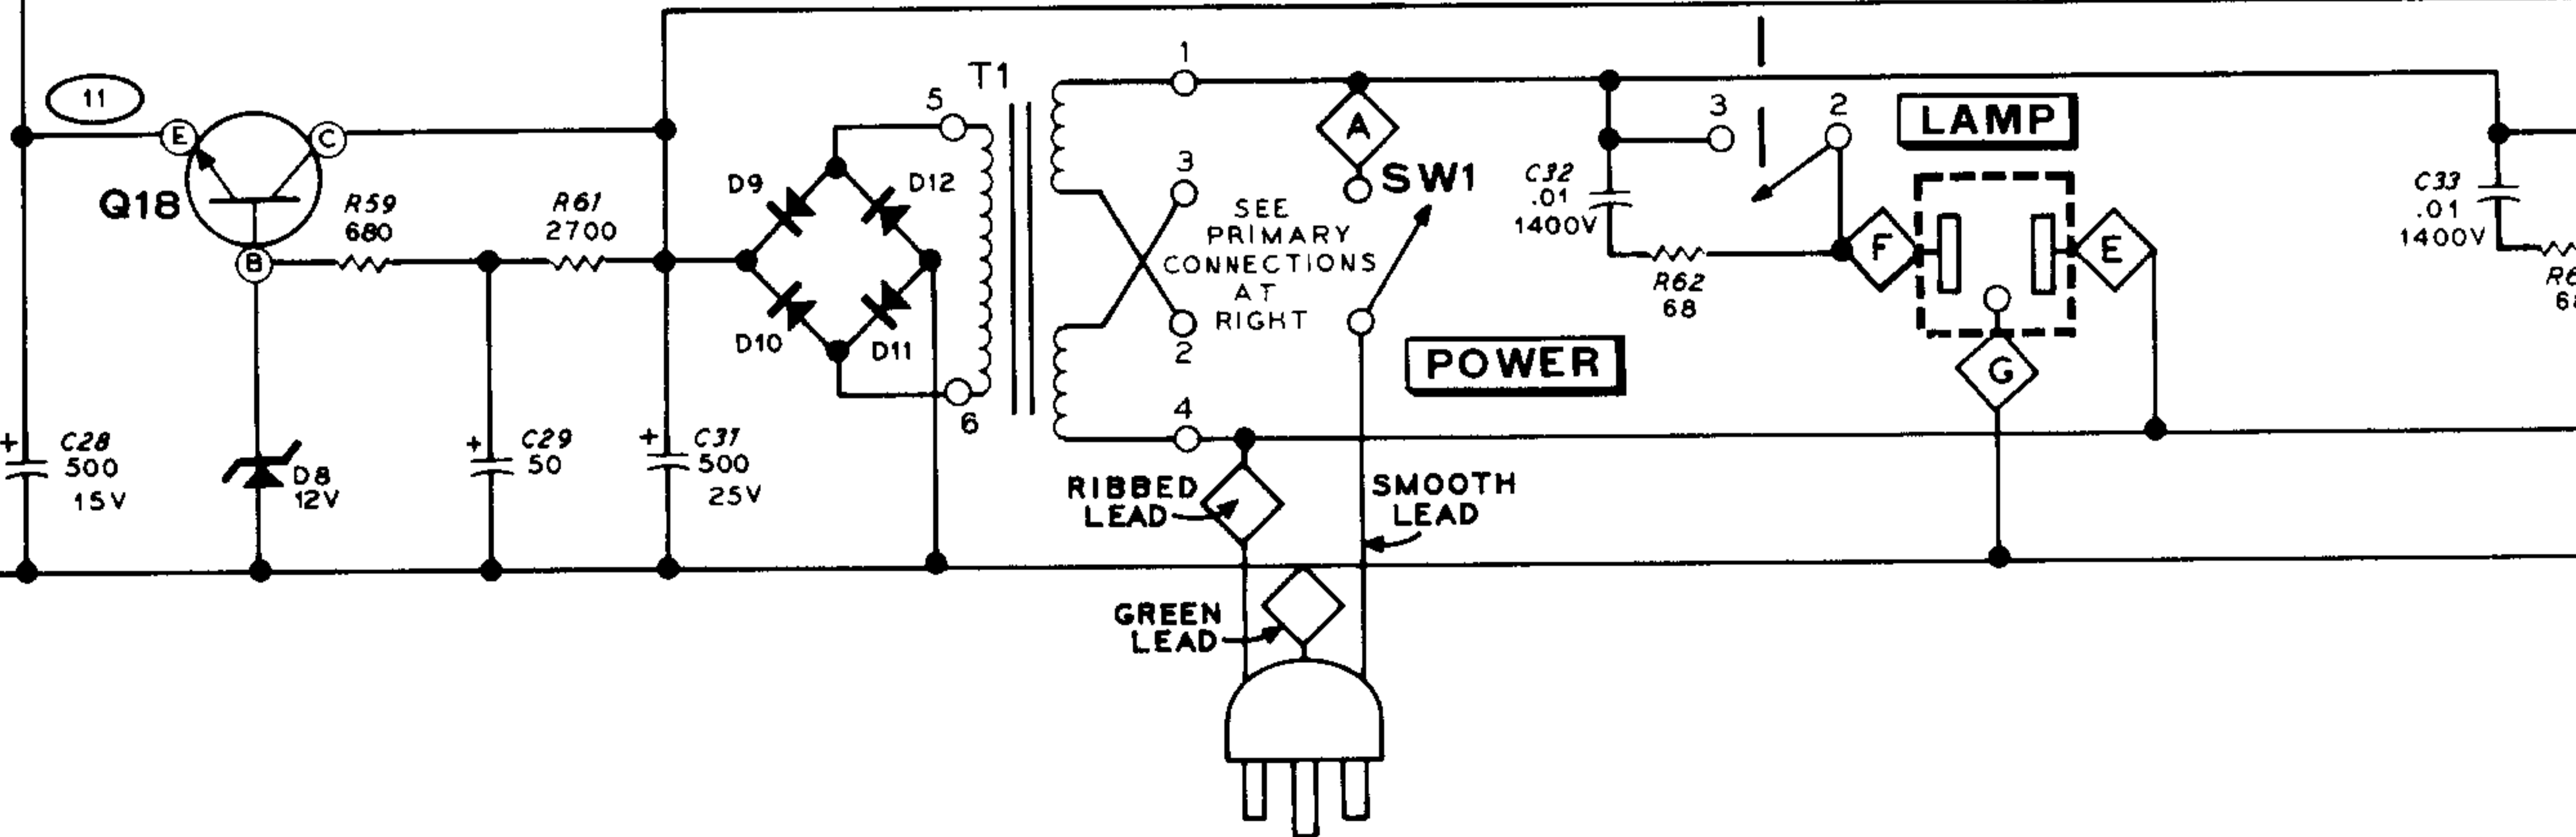 11
E
C
Q18
B
R59
680
R61
2700
+ C28
500
15V
D8
12V
+ C29
50
+ C31
500
25V
D9
D12
D10
D11
5
T1
6
1
3
2
4
SEE
PRIMARY
CONNECTIONS
AT
RIGHT
A
SW1
POWER
RIBBED
LEAD
SMOOTH
LEAD
GREEN
LEAD
C32
.01
1400V
3
2
R62
68
LAMP
F
E
G
C33
.01
1400V